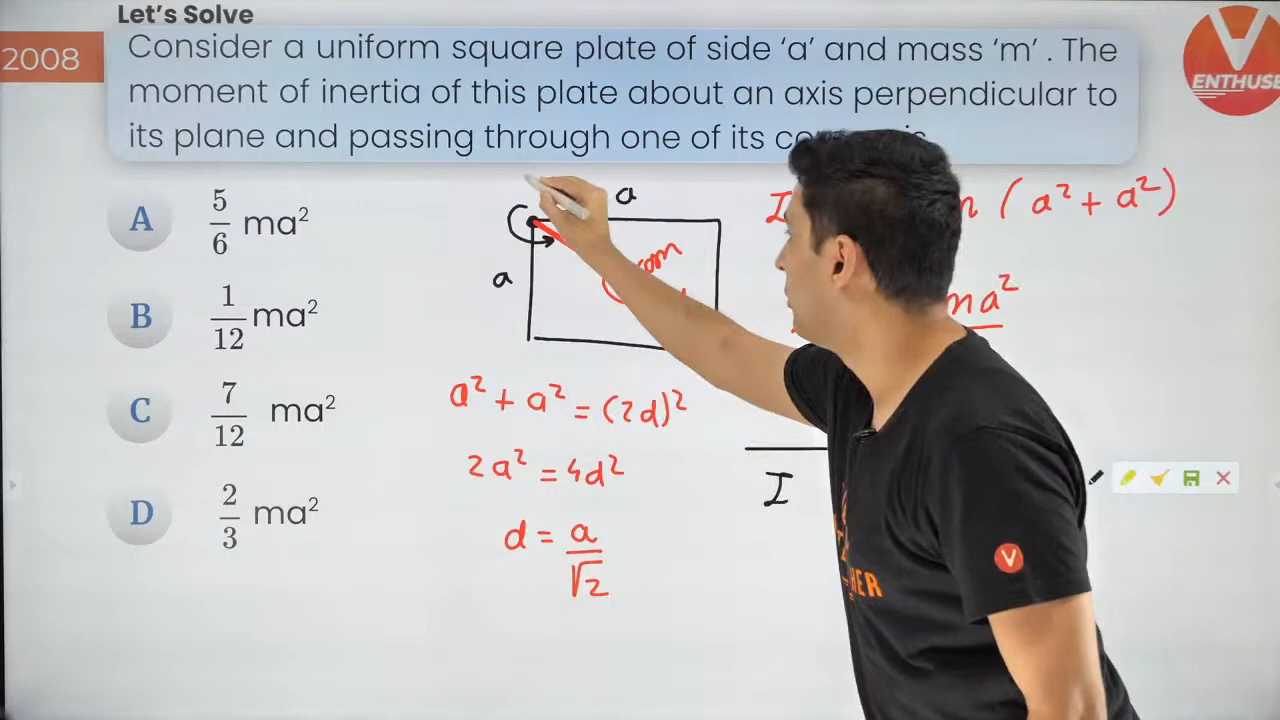 Let's Solve
2008
Consider a uniform square plate of side 'a' and mass 'm' . The
moment of inertia of this plate about an axis perpendicular to
its plane and passing through one of its
ENTHUSE
A 5/6 ma²
B 1/12 ma²
C 7/12 ma²
D 2/3 ma²
a
a
com
I
(a² + a²)
ma²
a² + a² = (2d)²
2a² = 4d²
d = a/√2
I
V